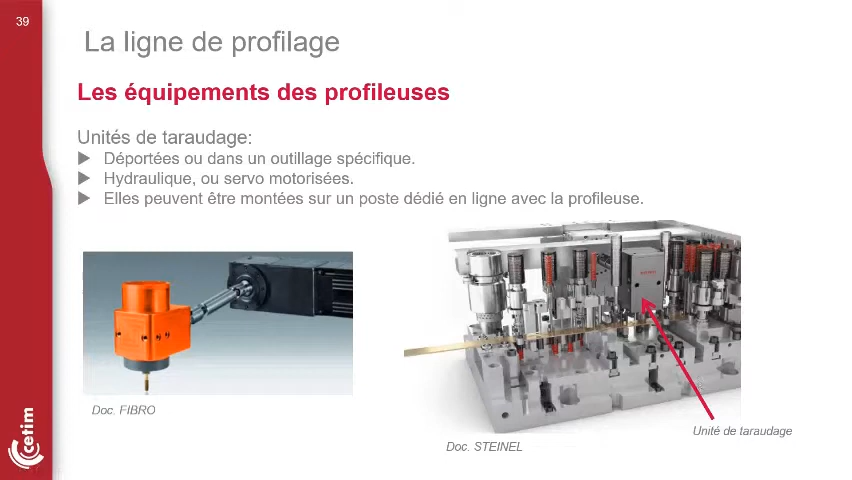 39
La ligne de profilage
Les équipements des profileuses
Unités de taraudage:
Déportées ou dans un outillage spécifique.
Hydraulique, ou servo motorisées.
Elles peuvent être montées sur un poste dédié en ligne avec la profileuse.
Doc. FIBRO
Unité de taraudage
Doc. STEINEL
cetim